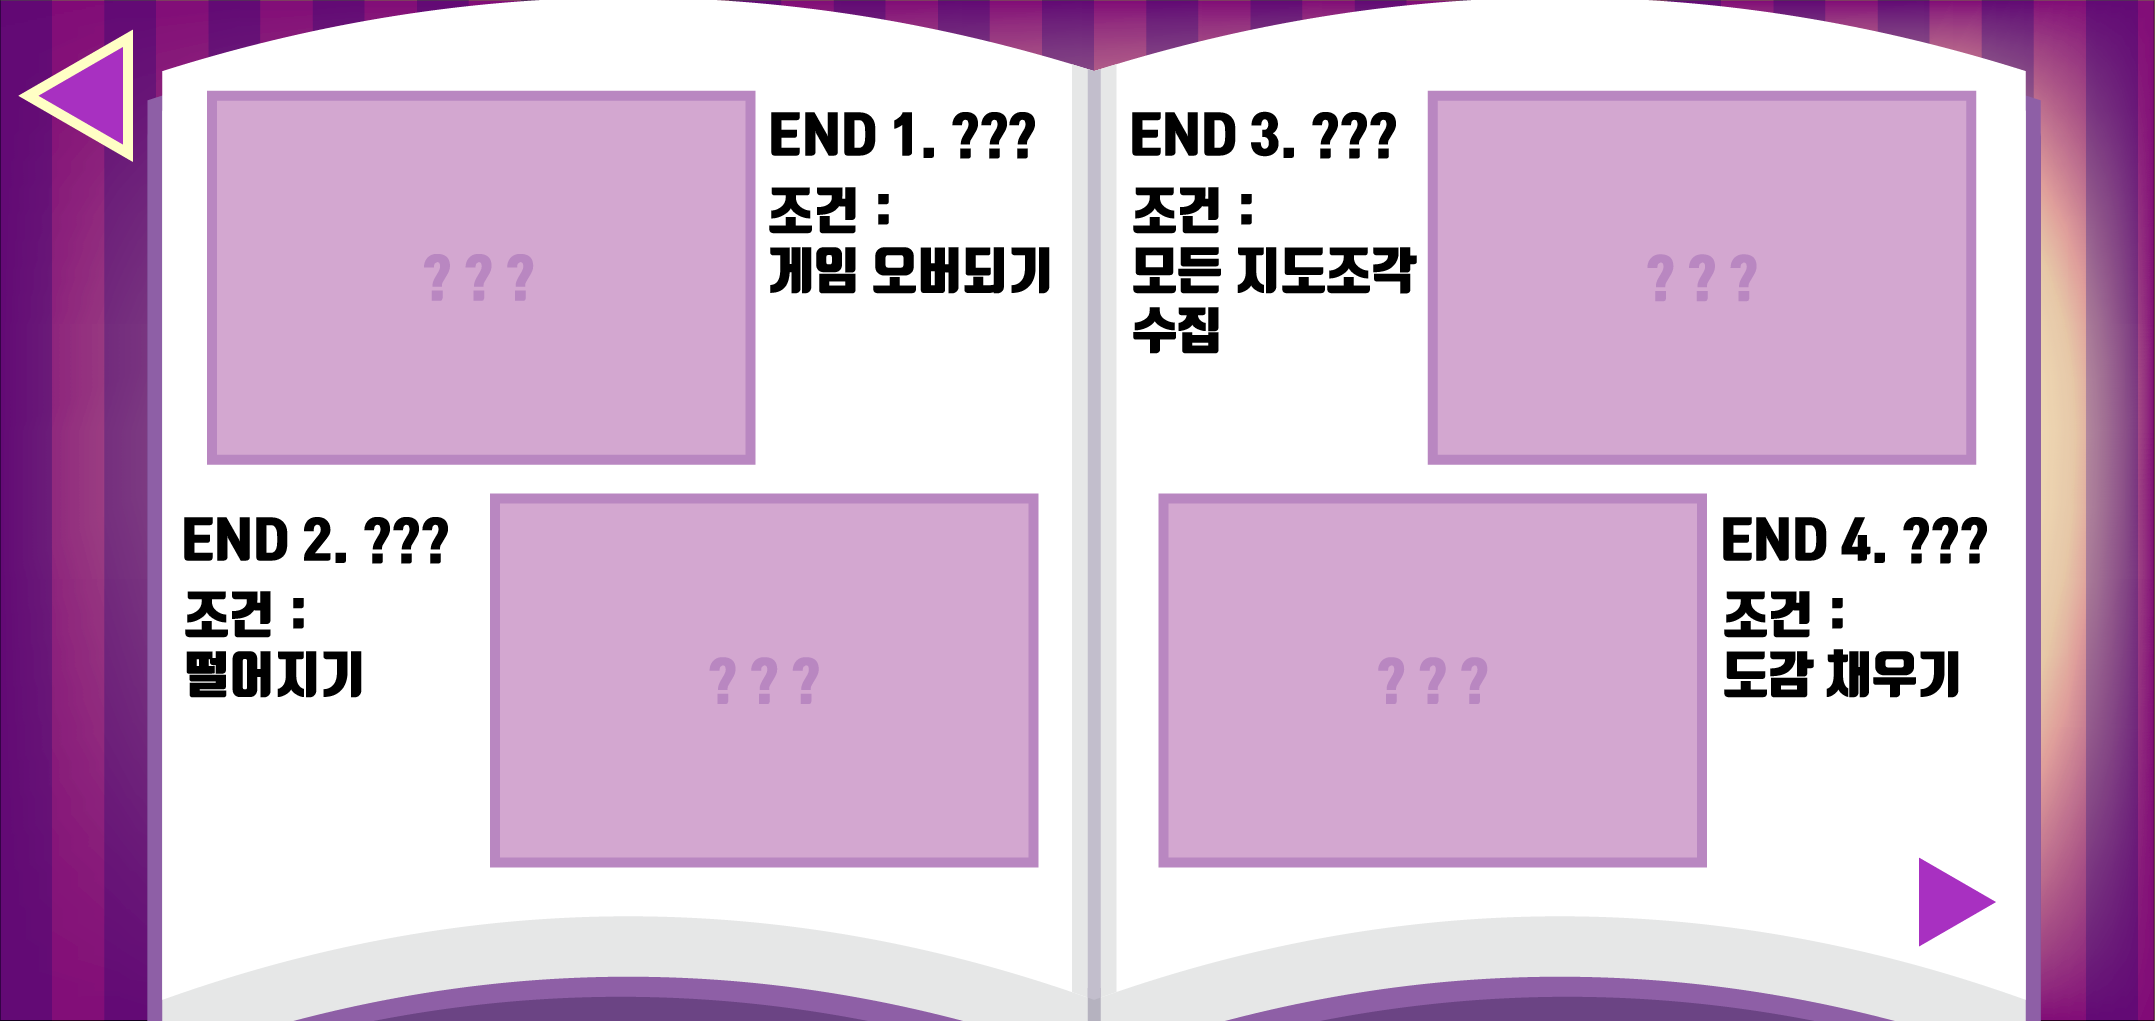 END 1. ???
조건 :
게임 오버되기
? ? ?
END 2. ???
조건 :
떨어지기
? ? ?
END 3. ???
조건 :
모든 지도조각
수집
? ? ?
END 4. ???
조건 :
도감 채우기
? ? ?